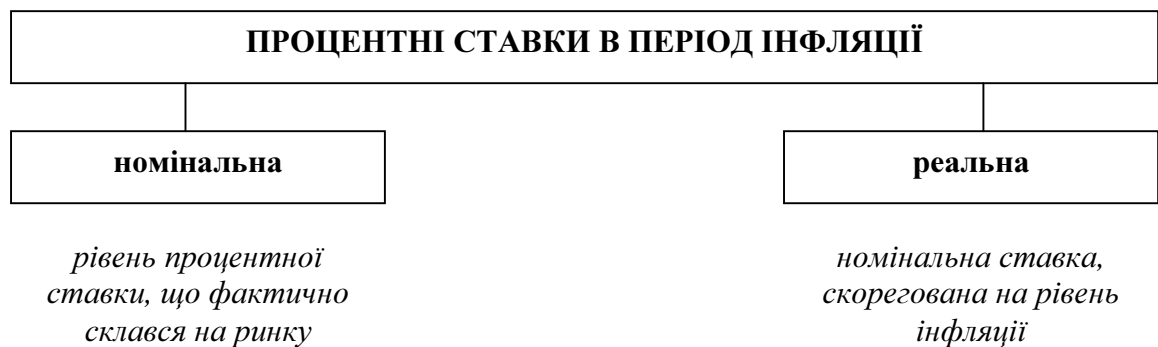 ПРОЦЕНТНІ СТАВКИ В ПЕРІОД ІНФЛЯЦІЇ
номінальна
реальна
рівень процентної
ставки, що фактично
склався на ринку
номінальна ставка,
скорегована на рівень
інфляції